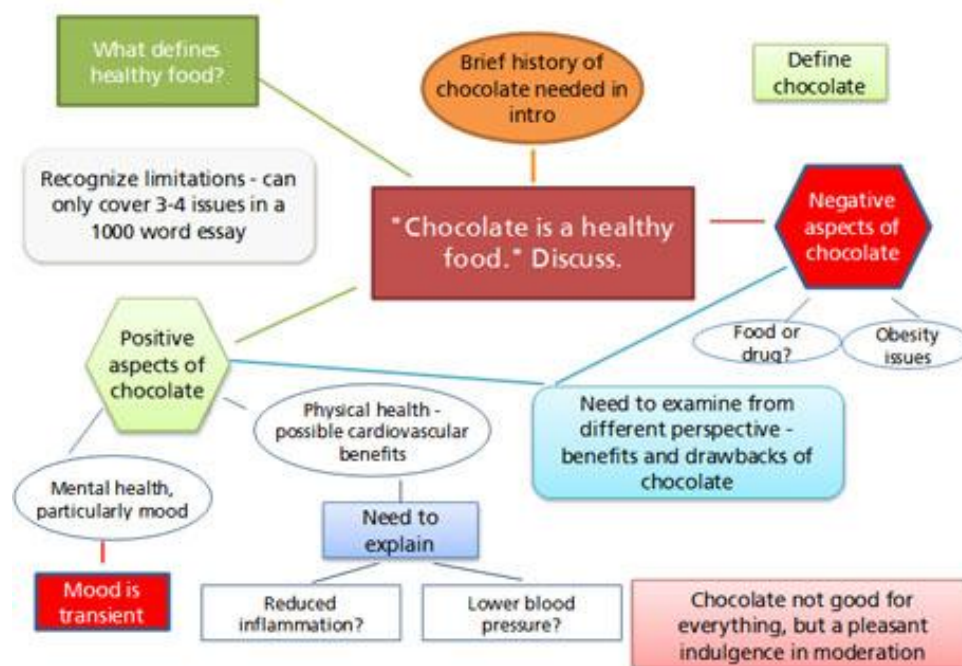 What defines
healthy food?
Brief history of
chocolate needed in
intro
Define
chocolate
Recognize limitations - can
only cover 3-4 issues in a
1000 word essay
"Chocolate is a healthy
food." Discuss.
Negative
aspects of
chocolate
Food or
drug?
Obesity
issues
Positive
aspects of
chocolate
Physical health -
possible cardiovascular
benefits
Need to examine from
different perspective -
benefits and drawbacks of
chocolate
Mental health,
particularly mood
Need to
explain
Mood is
transient
Reduced
inflammation?
Lower blood
pressure?
Chocolate not good for
everything, but a pleasant
indulgence in moderation